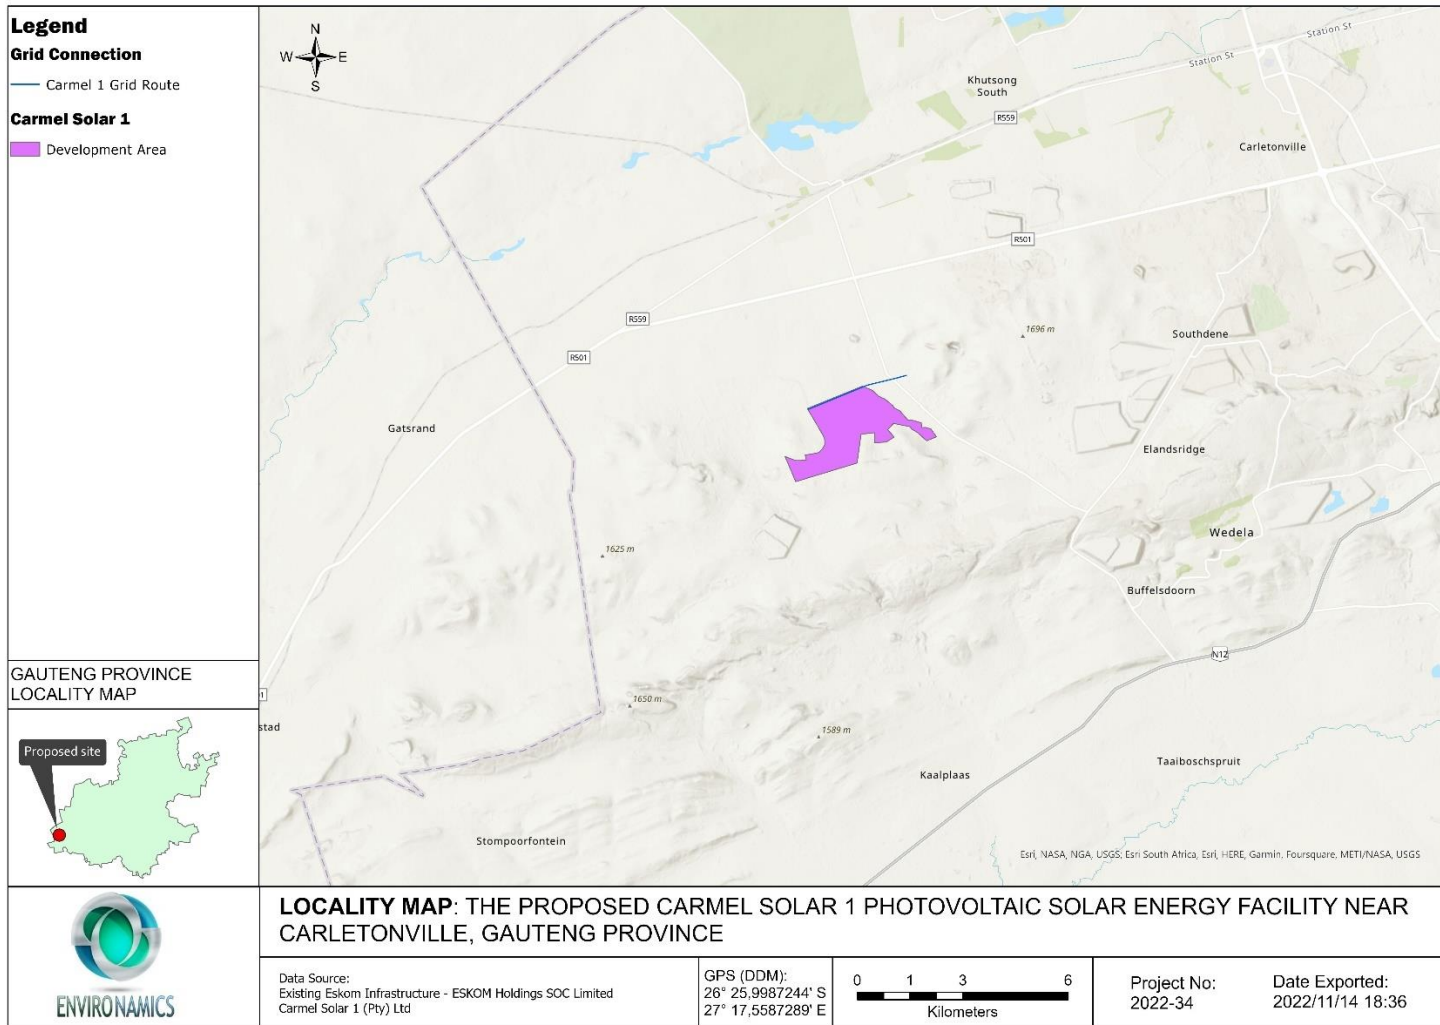 Legend
Grid Connection
Carmel 1 Grid Route
Carmel Solar 1
Development Area
GAUTENG PROVINCE
LOCALITY MAP
Proposed site
ENVIRONAMICS
N
W E
S
Station St
Station St
Khutsong
South
R559
Carletonville
R501
R559
R501
1696 m
Southdene
Gatsrand
Elandsridge
Wedela
1625 m
Buffelsdoorn
N12
1
stad
1650 m
1589 m
Kaalplaas
Taaiboschspruit
Stompoorfontein
Esri, NASA, NGA, USGS; Esri South Africa, Esri, HERE, Garmin, Foursquare, METI/NASA, USGS
LOCALITY MAP: THE PROPOSED CARMEL SOLAR 1 PHOTOVOLTAIC SOLAR ENERGY FACILITY NEAR
CARLETONVILLE, GAUTENG PROVINCE
Data Source:
Existing Eskom Infrastructure - ESKOM Holdings SOC Limited
Carmel Solar 1 (Pty) Ltd
GPS (DDM):
26° 25,9987244' S
27° 17,5587289' E
0 1 3 6
Kilometers
Project No:
2022-34
Date Exported:
2022/11/14 18:36